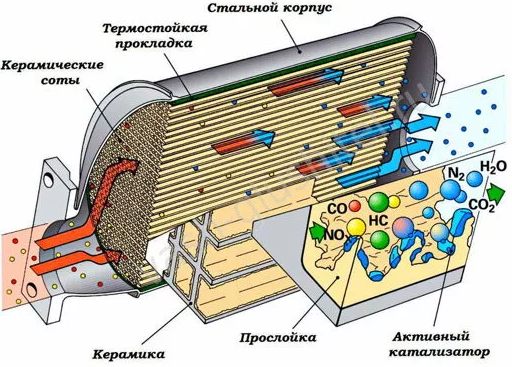 Стальной корпус
Термостойкая
прокладка
Керамические
соты
N2
H2O
CO
HC
CO2
NO
Прослойка
Керамика
Активный
катализатор